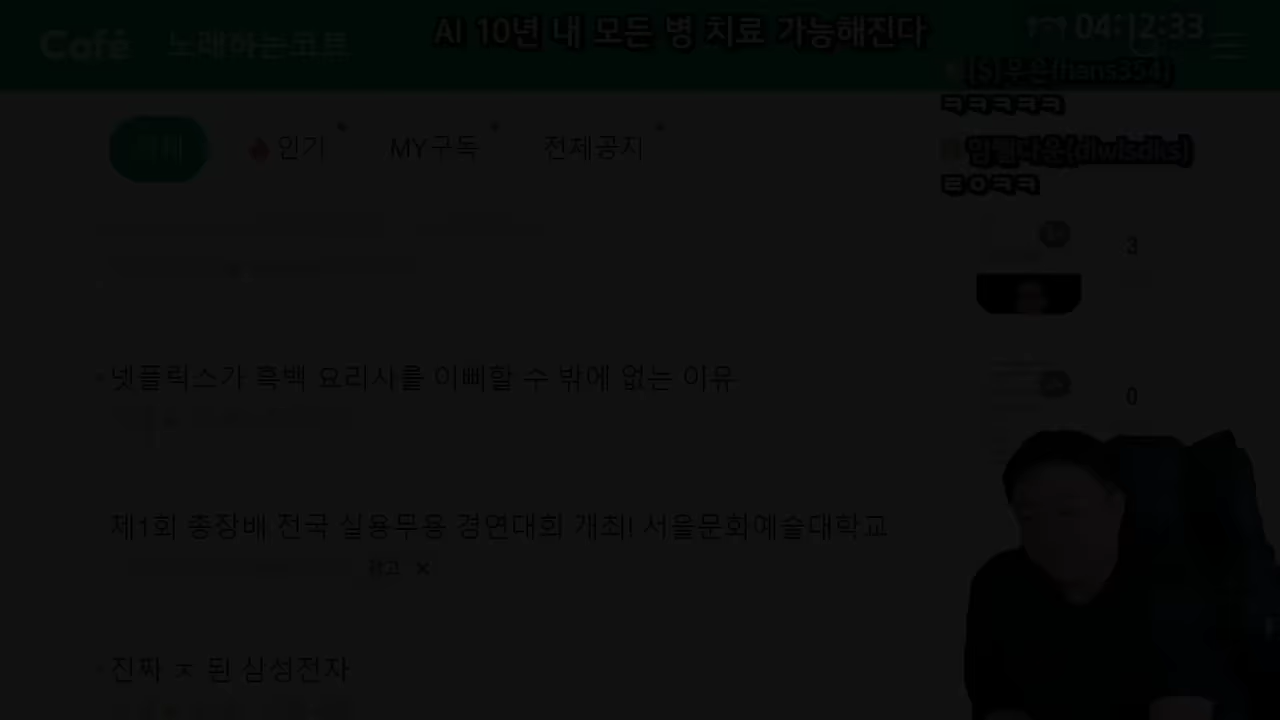 AI 10년 내 모든 병 치료 가능해진다
04:12:33
Café 노래하는코트
전체
인기
MY구독
전체공지
ㅋㅋㅋㅋㅋ
ㄹㅇㅋㅋ
3
넷플릭스가 흑백 요리사를 이뻐할 수 밖에 없는 이유
0
제1회 총장배 전국 실용무용 경연대회 개최! 서울문화예술대학교
광고 ×
진짜 ㅈ 된 삼성전자